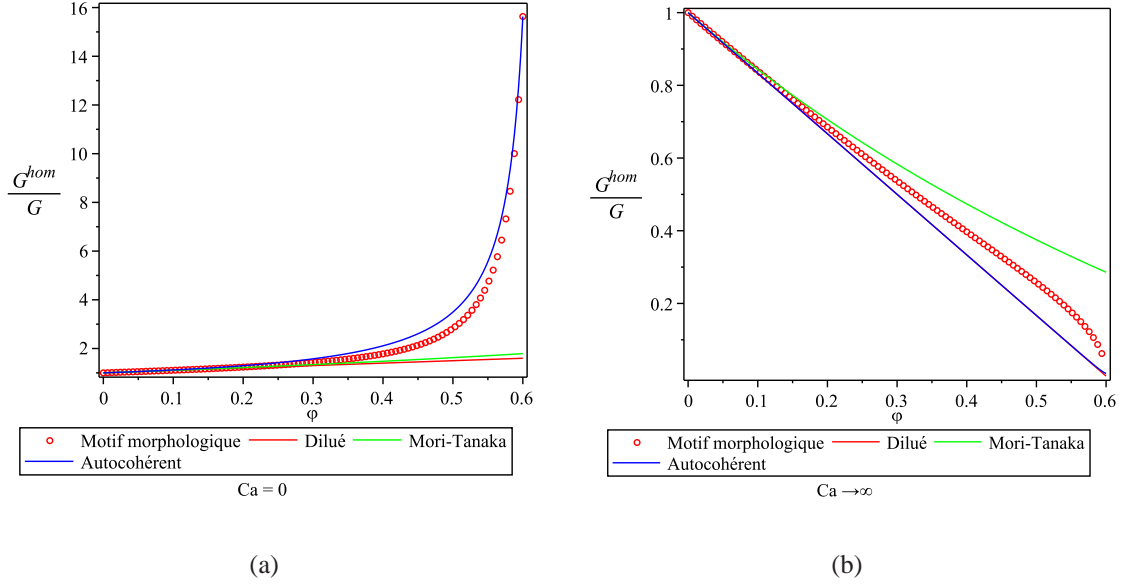 16
14
12
10
8
6
4
2
G^hom
G
0
0.1
0.2
0.3
0.4
0.5
0.6
φ
Motif morphologique
Dilué
Mori-Tanaka
Autocohérent
Ca = 0
(a)
1
0.8
0.6
0.4
0.2
G^hom
G
0
0.1
0.2
0.3
0.4
0.5
0.6
φ
Motif morphologique
Dilué
Mori-Tanaka
Autocohérent
Ca →∞
(b)